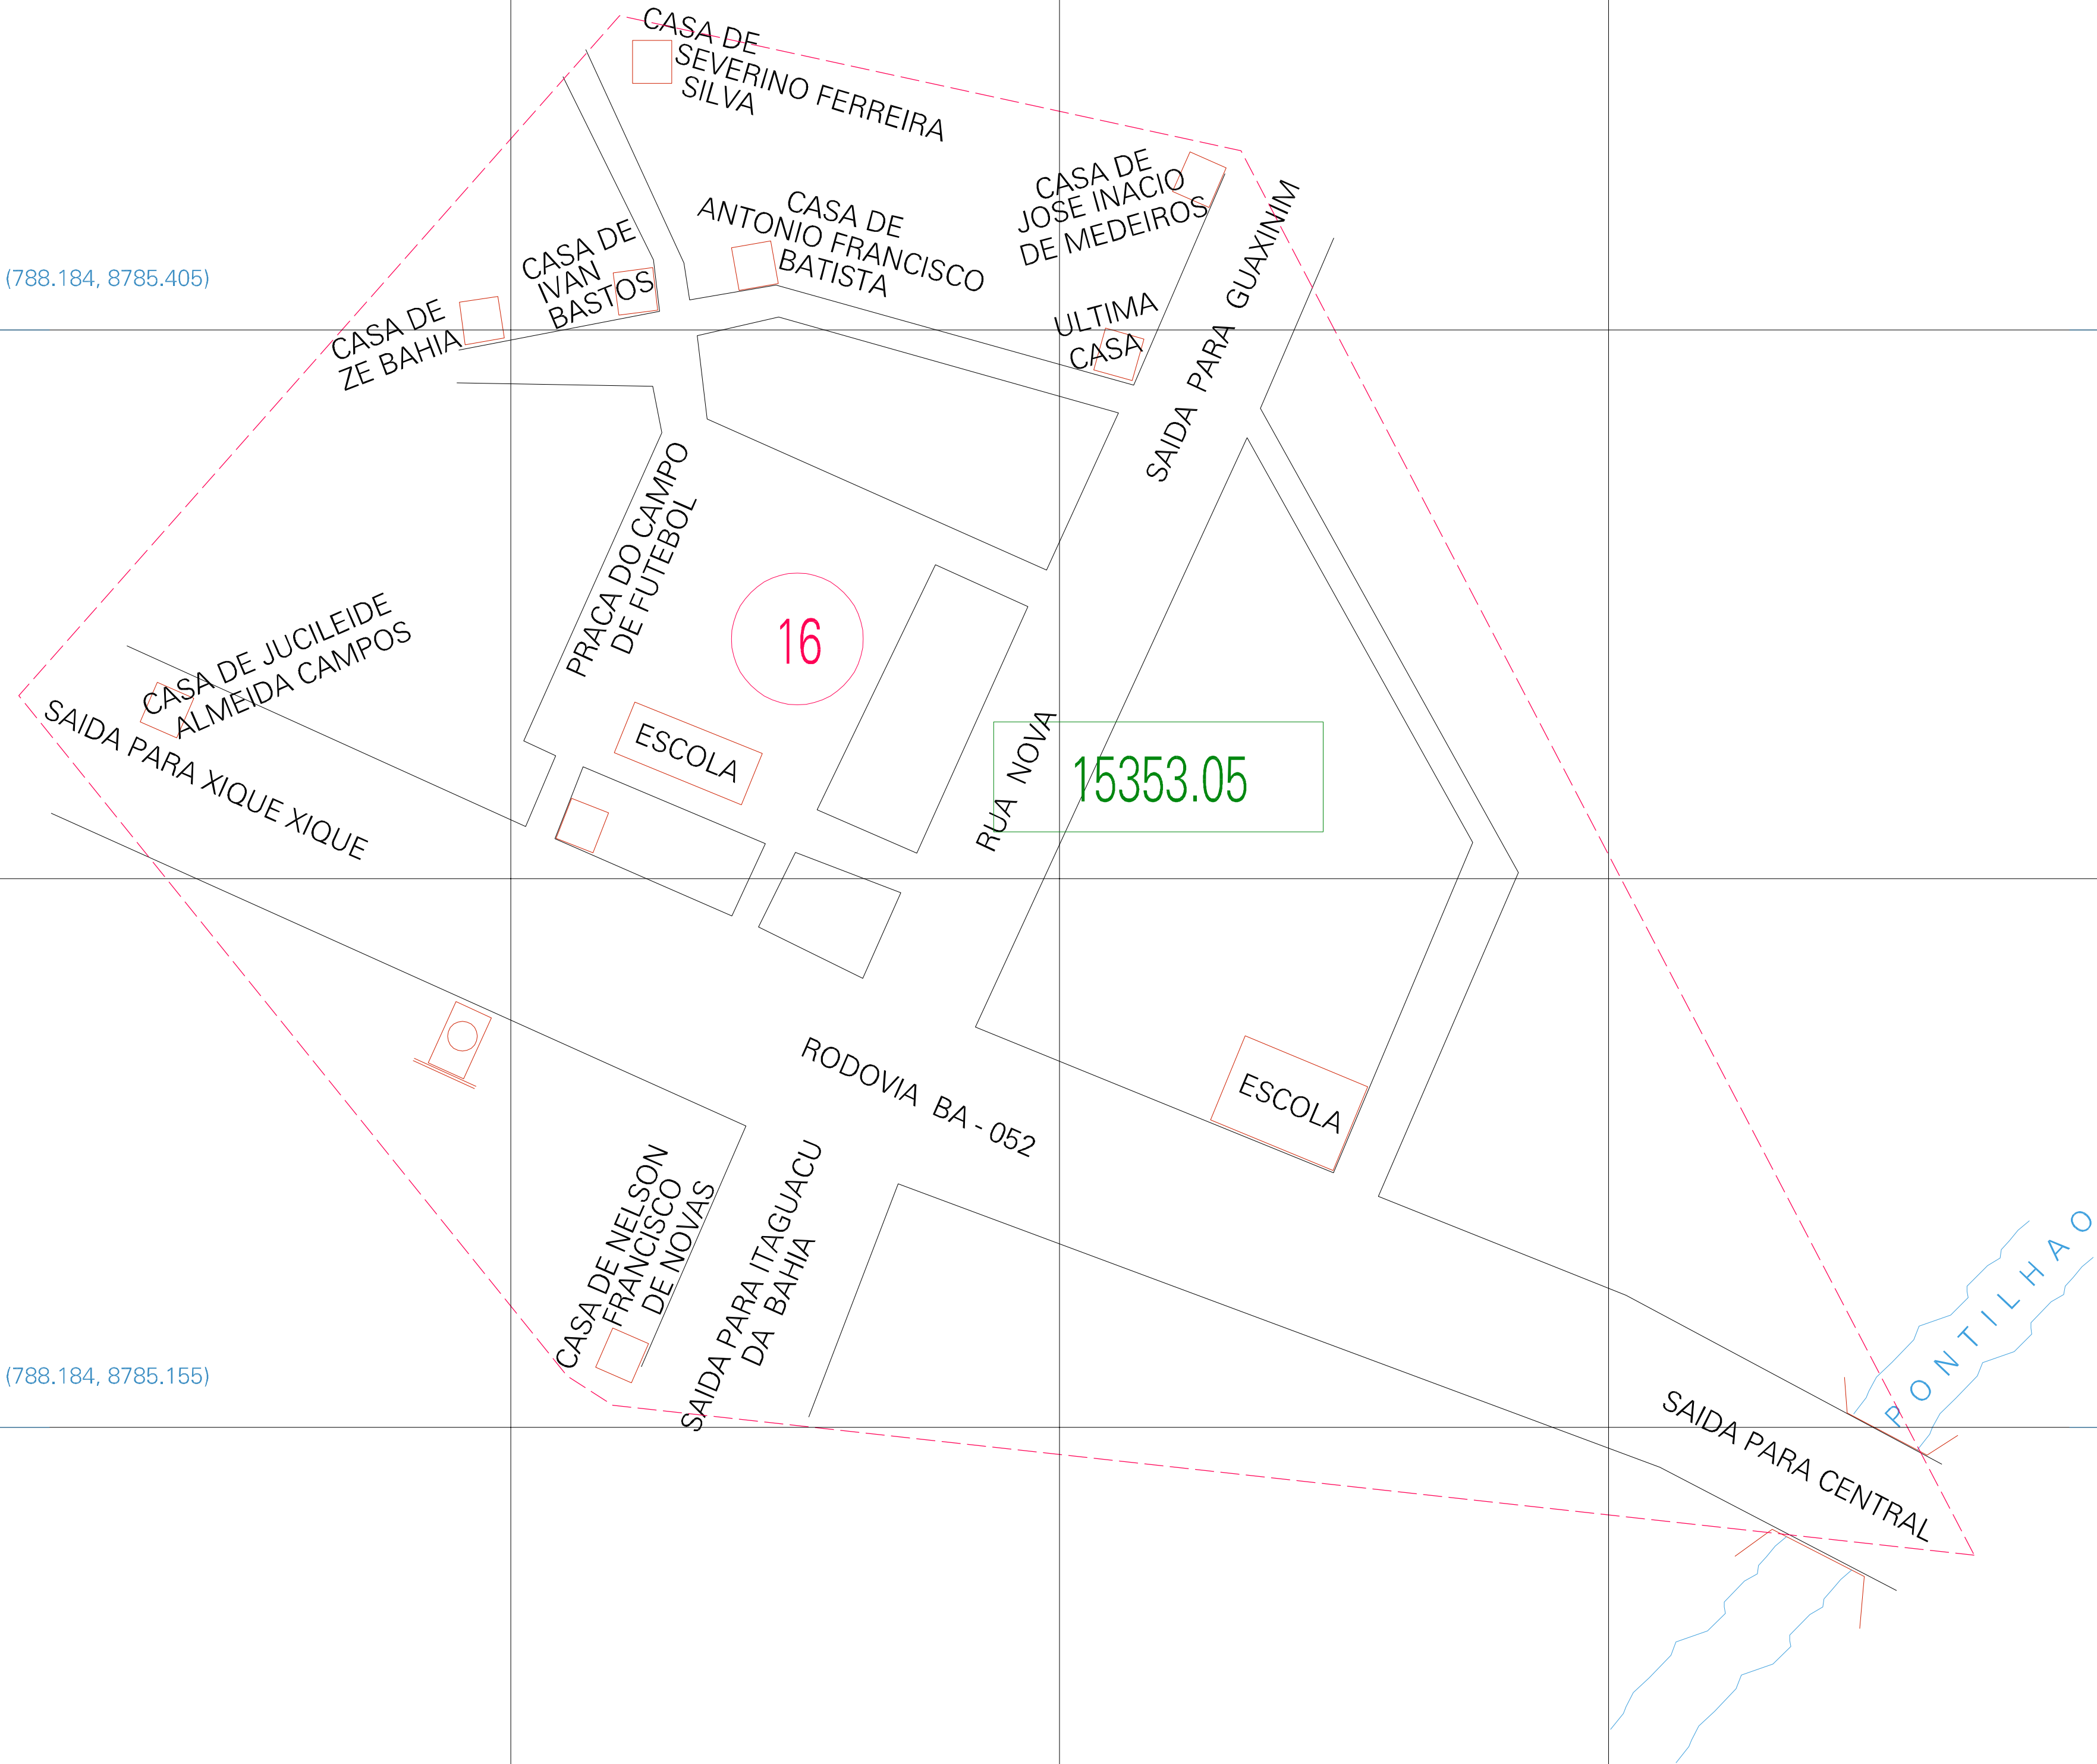 CASA DE
SEVERINO FERREIRA
SILVA
CASA DE
JOSE INACIO
DE MEDEIROS
CASA DE
ANTONIO FRANCISCO
BATISTA
CASA DE
IVAN
BASTOS
(788.184, 8785.405)
CASA DE
ZE BAHIA
ULTIMA
CASA
SAIDA PARA GUAXINIM
PRACA DO CAMPO
DE FUTEBOL
16
CASA DE JUCILEIDE
ALMEIDA CAMPOS
SAIDA PARA XIQUE XIQUE
ESCOLA
RUA NOVA
15353.05
RODOVIA BA - 052
ESCOLA
CASA DE NELSON
FRANCISCO
DE NOVAS
SAIDA PARA ITAGUACU
DA BAHIA
PONTILHAO
(788.184, 8785.155)
SAIDA PARA CENTRAL